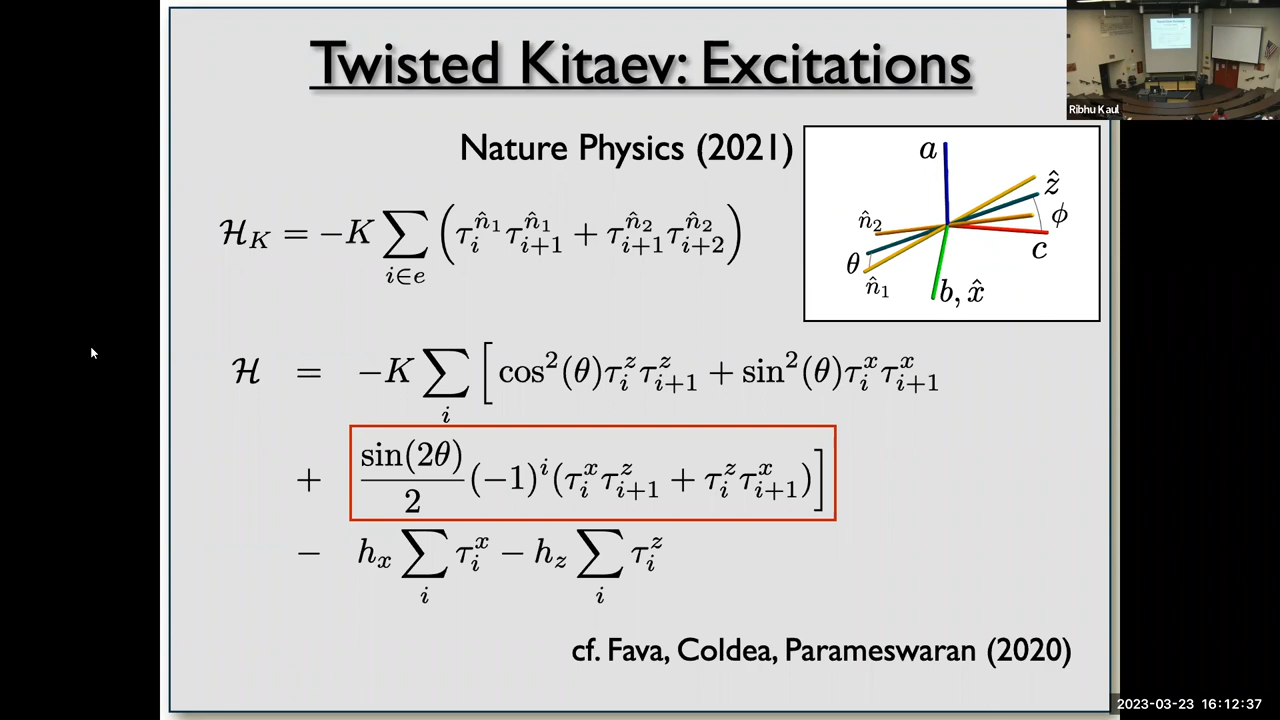 Twisted Kitaev: Excitations
Ribhu Kaul
Nature Physics (2021)
a
ẑ
n̂₂
ϕ
c
θ
n̂₁
b, x̂
ℋ_K = −K ∑_{i∈e} (τ_i^{n̂₁} τ_{i+1}^{n̂₁} + τ_{i+1}^{n̂₂} τ_{i+2}^{n̂₂})
ℋ = −K ∑_i [ cos²(θ)τ_i^z τ_{i+1}^z + sin²(θ)τ_i^x τ_{i+1}^x
+ sin(2θ)/2 (−1)^i (τ_i^x τ_{i+1}^z + τ_i^z τ_{i+1}^x) ]
− h_x ∑_i τ_i^x − h_z ∑_i τ_i^z
cf. Fava, Coldea, Parameswaran (2020)
2023-03-23 16:12:37